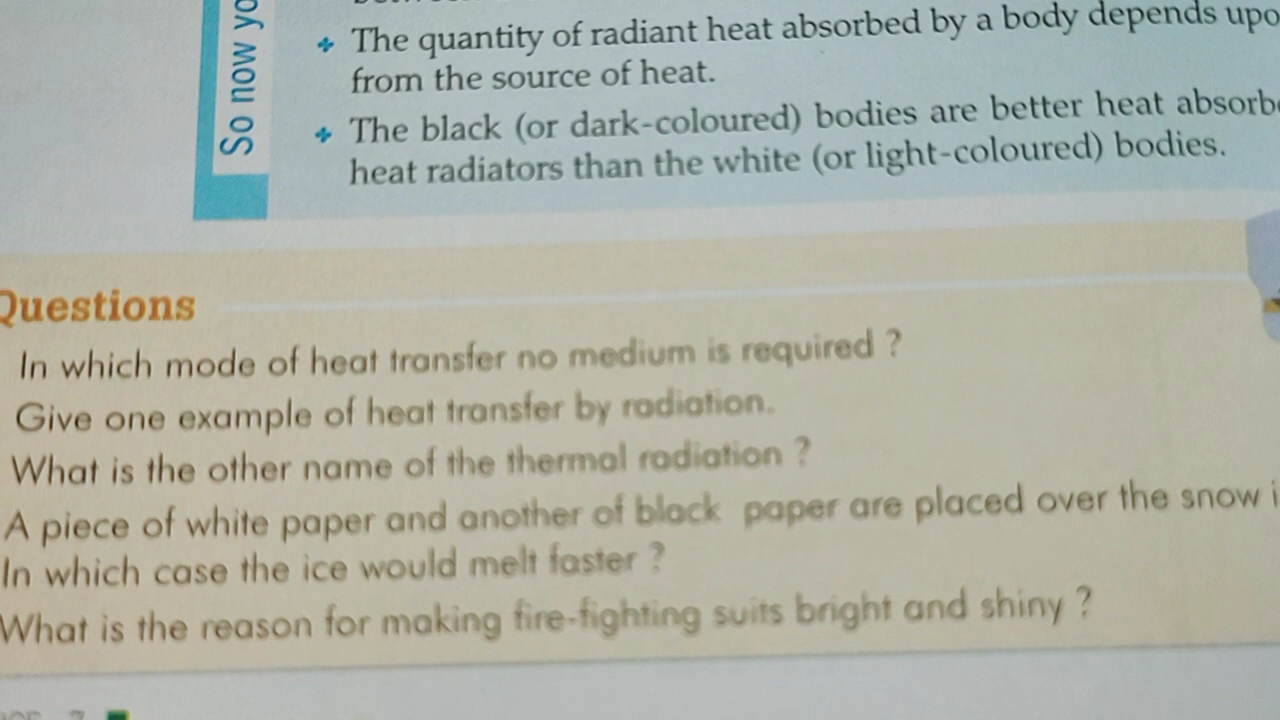 So now yo
The quantity of radiant heat absorbed by a body depends upo
from the source of heat.
The black (or dark-coloured) bodies are better heat absorb
heat radiators than the white (or light-coloured) bodies.
Questions
In which mode of heat transfer no medium is required ?
Give one example of heat transfer by radiation.
What is the other name of the thermal radiation ?
A piece of white paper and another of black paper are placed over the snow i
In which case the ice would melt faster ?
What is the reason for making fire-fighting suits bright and shiny ?